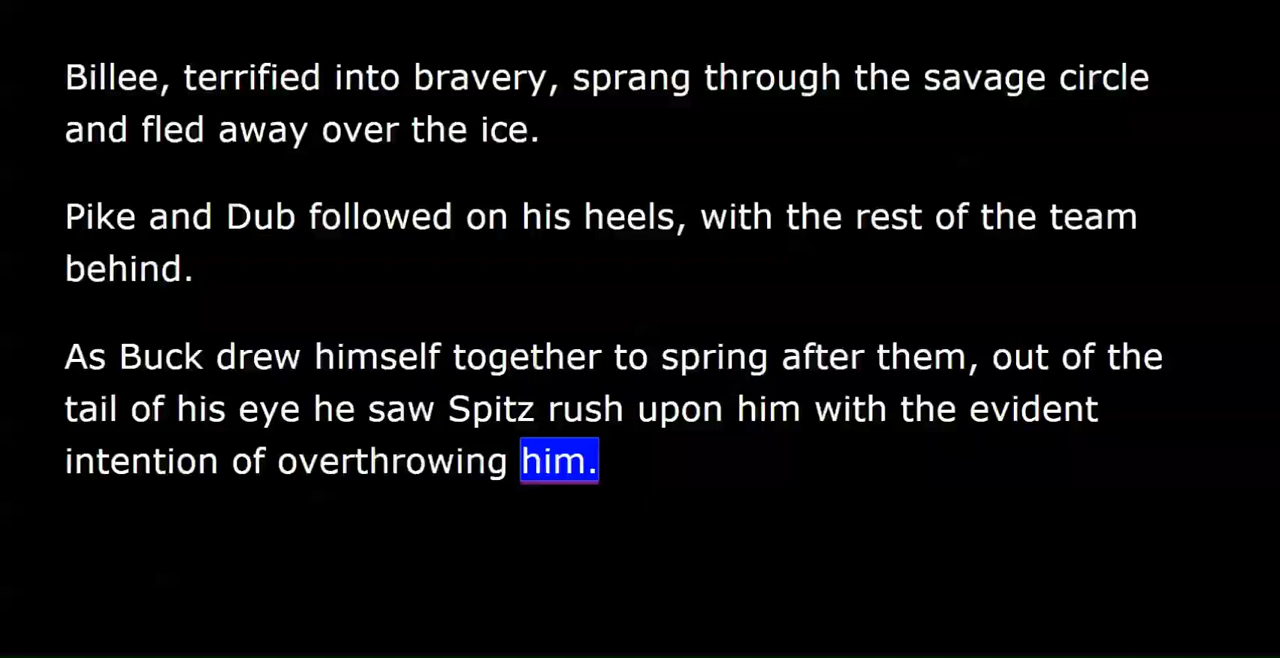 Billee, terrified into bravery, sprang through the savage circle
and fled away over the ice.
Pike and Dub followed on his heels, with the rest of the team
behind.
As Buck drew himself together to spring after them, out of the
tail of his eye he saw Spitz rush upon him with the evident
intention of overthrowing him.